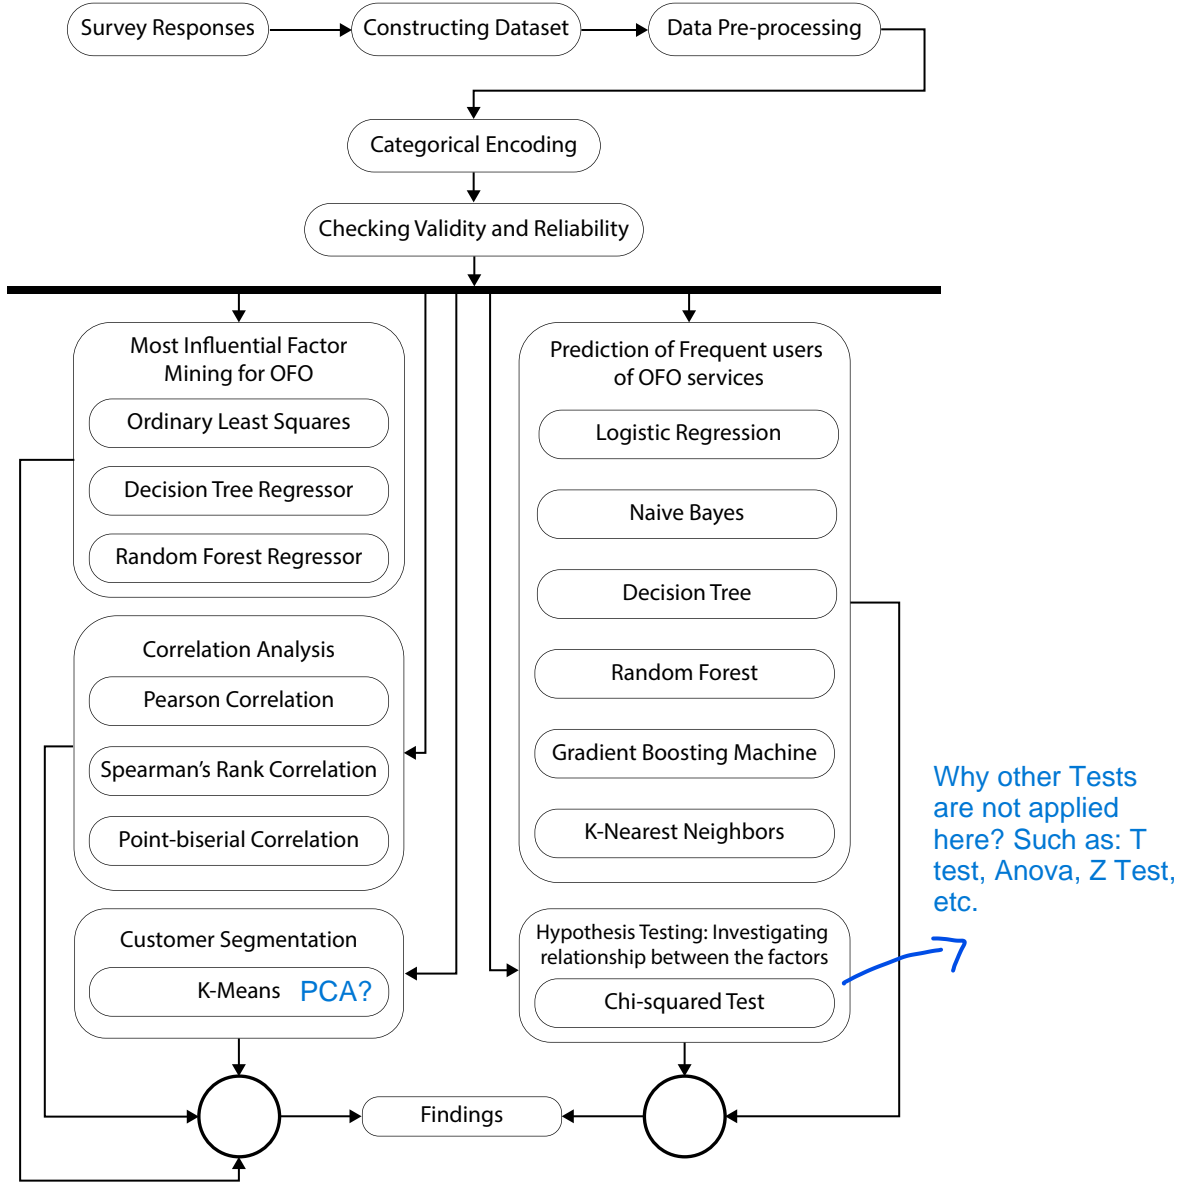 Survey Responses
Constructing Dataset
Data Pre-processing
Categorical Encoding
Checking Validity and Reliability
Most Influential Factor
Mining for OFO
Ordinary Least Squares
Decision Tree Regressor
Random Forest Regressor
Correlation Analysis
Pearson Correlation
Spearman's Rank Correlation
Point-biserial Correlation
Customer Segmentation
K-Means
PCA?
Prediction of Frequent users
of OFO services
Logistic Regression
Naive Bayes
Decision Tree
Random Forest
Gradient Boosting Machine
K-Nearest Neighbors
Hypothesis Testing: Investigating
relationship between the factors
Chi-squared Test
Why other Tests
are not applied
here? Such as: T
test, Anova, Z Test,
etc.
Findings